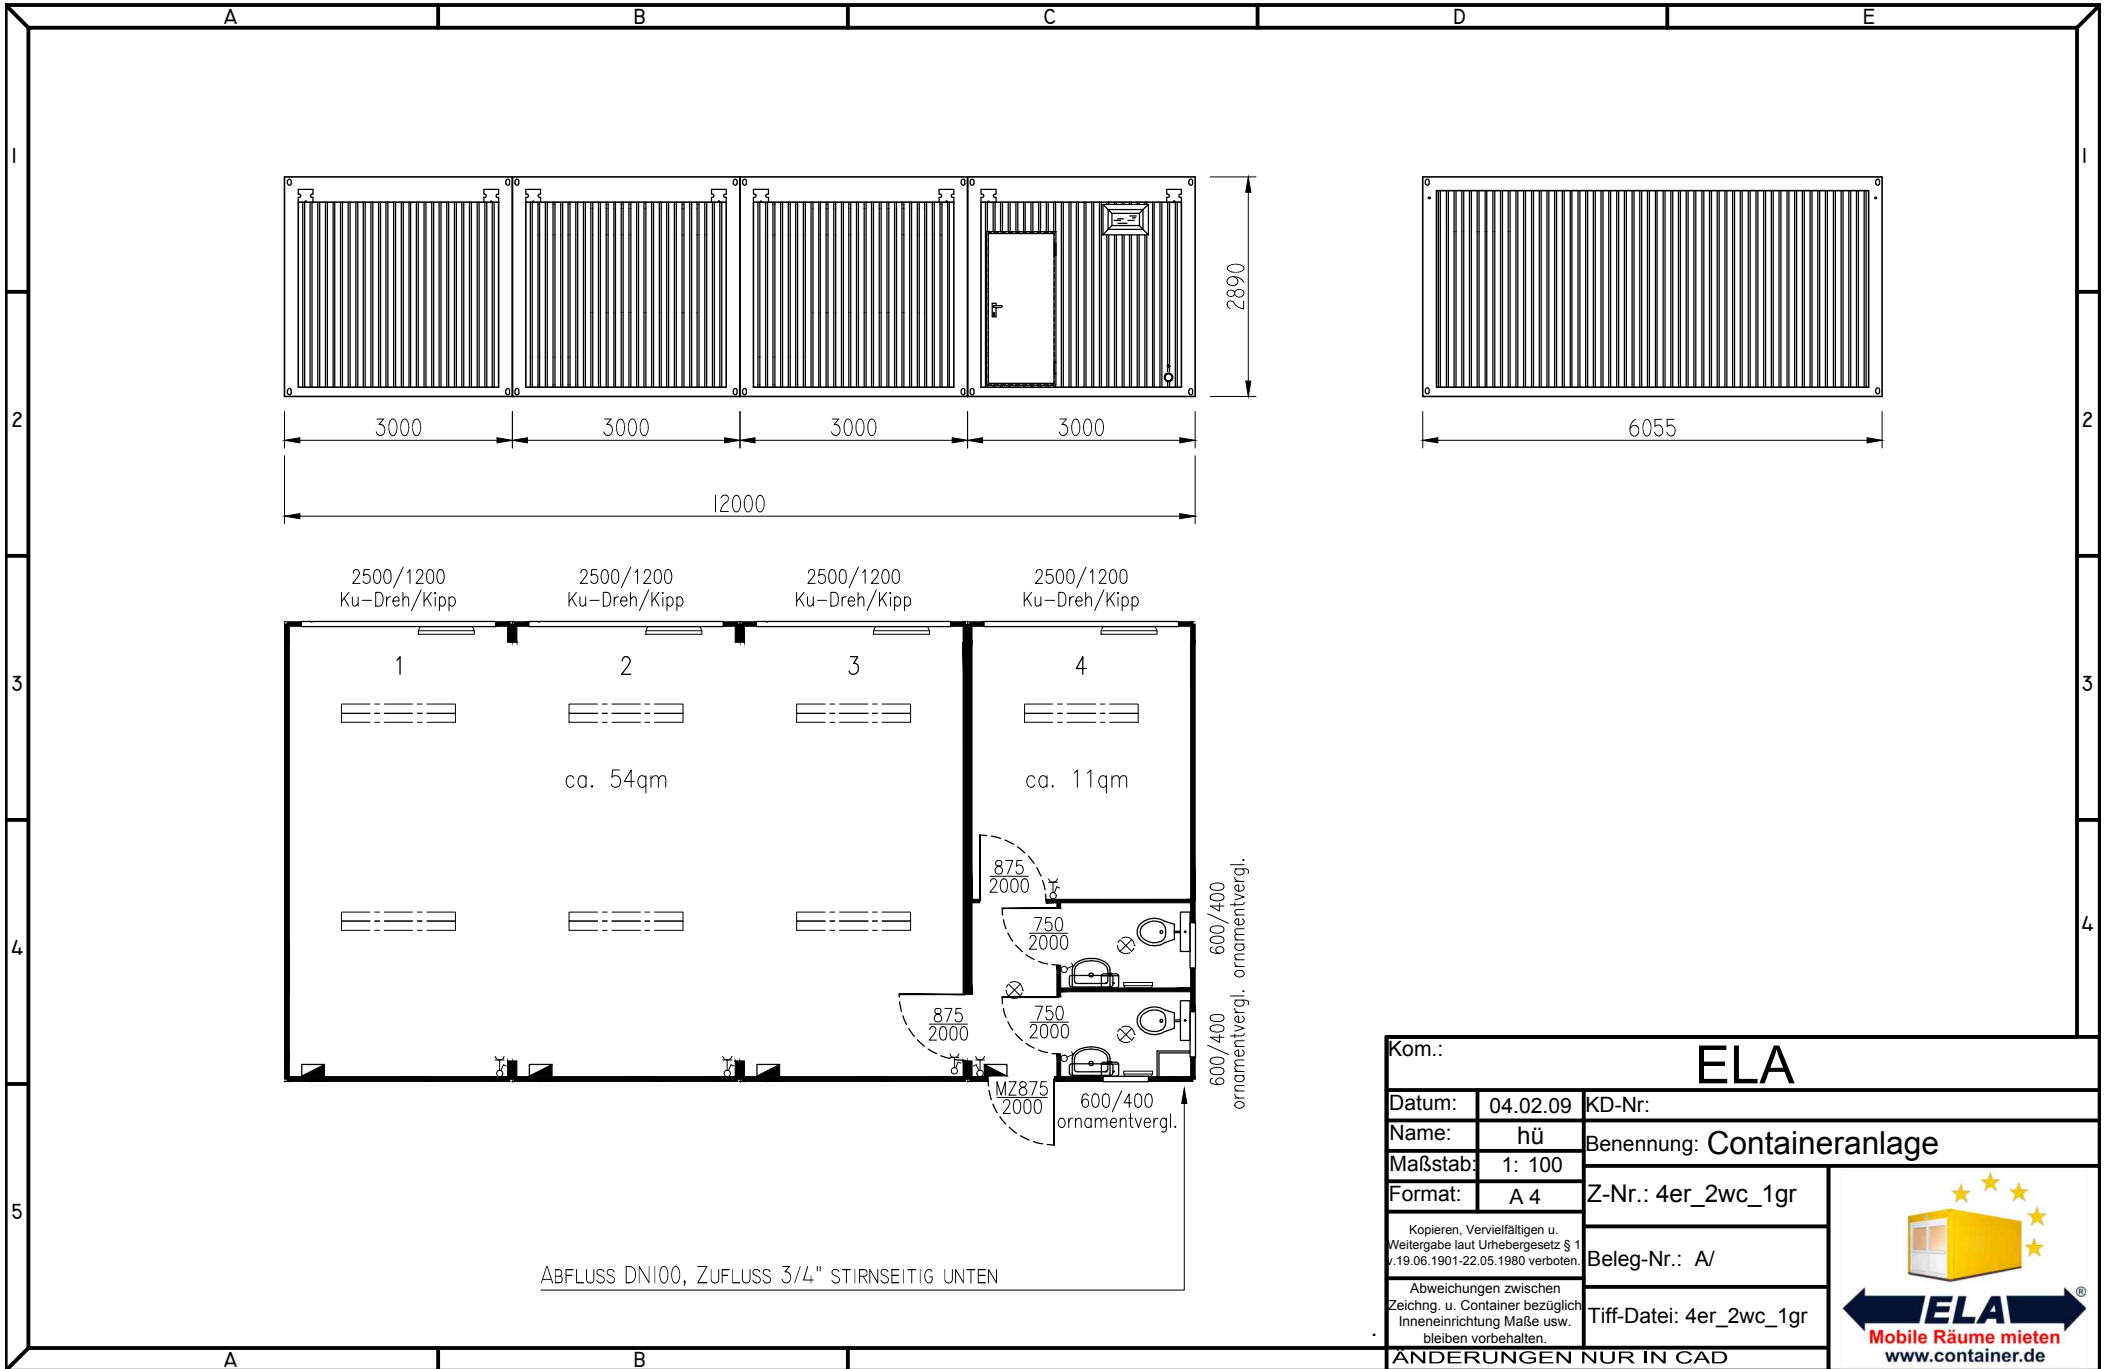 A B C D E
1 1
2890
3000 3000 3000 3000
6055
2 2
12000
2500/1200 2500/1200 2500/1200 2500/1200
Ku-Dreh/Kipp Ku-Dreh/Kipp Ku-Dreh/Kipp Ku-Dreh/Kipp
1 2 3 4
3 3
ca. 54qm ca. 11qm
875
2000
600/400
ornamentvergl.
750
2000
4 4
875
2000
750
2000
600/400
ornamentvergl.
MZ875
2000
600/400
ornamentvergl.
5
ABFLUSS DN100, ZUFLUSS 3/4" STIRNSEITIG UNTEN
Kom.: ELA
Datum: 04.02.09 KD-Nr:
Name: hü
Benennung: Containeranlage
Maßstab: 1: 100
Format: A 4
Z-Nr.: 4er_2wc_1gr
Kopieren, Vervielfältigen u.
Weitergabe laut Urhebergesetz § 1
v.19.06.1901-22.05.1980 verboten.
Beleg-Nr.: A/
Abweichungen zwischen
Zeichng. u. Container bezüglich
Inneneinrichtung Maße usw.
bleiben vorbehalten.
Tiff-Datei: 4er_2wc_1gr
ELA®
Mobile Räume mieten
www.container.de
ÄNDERUNGEN NUR IN CAD
A B